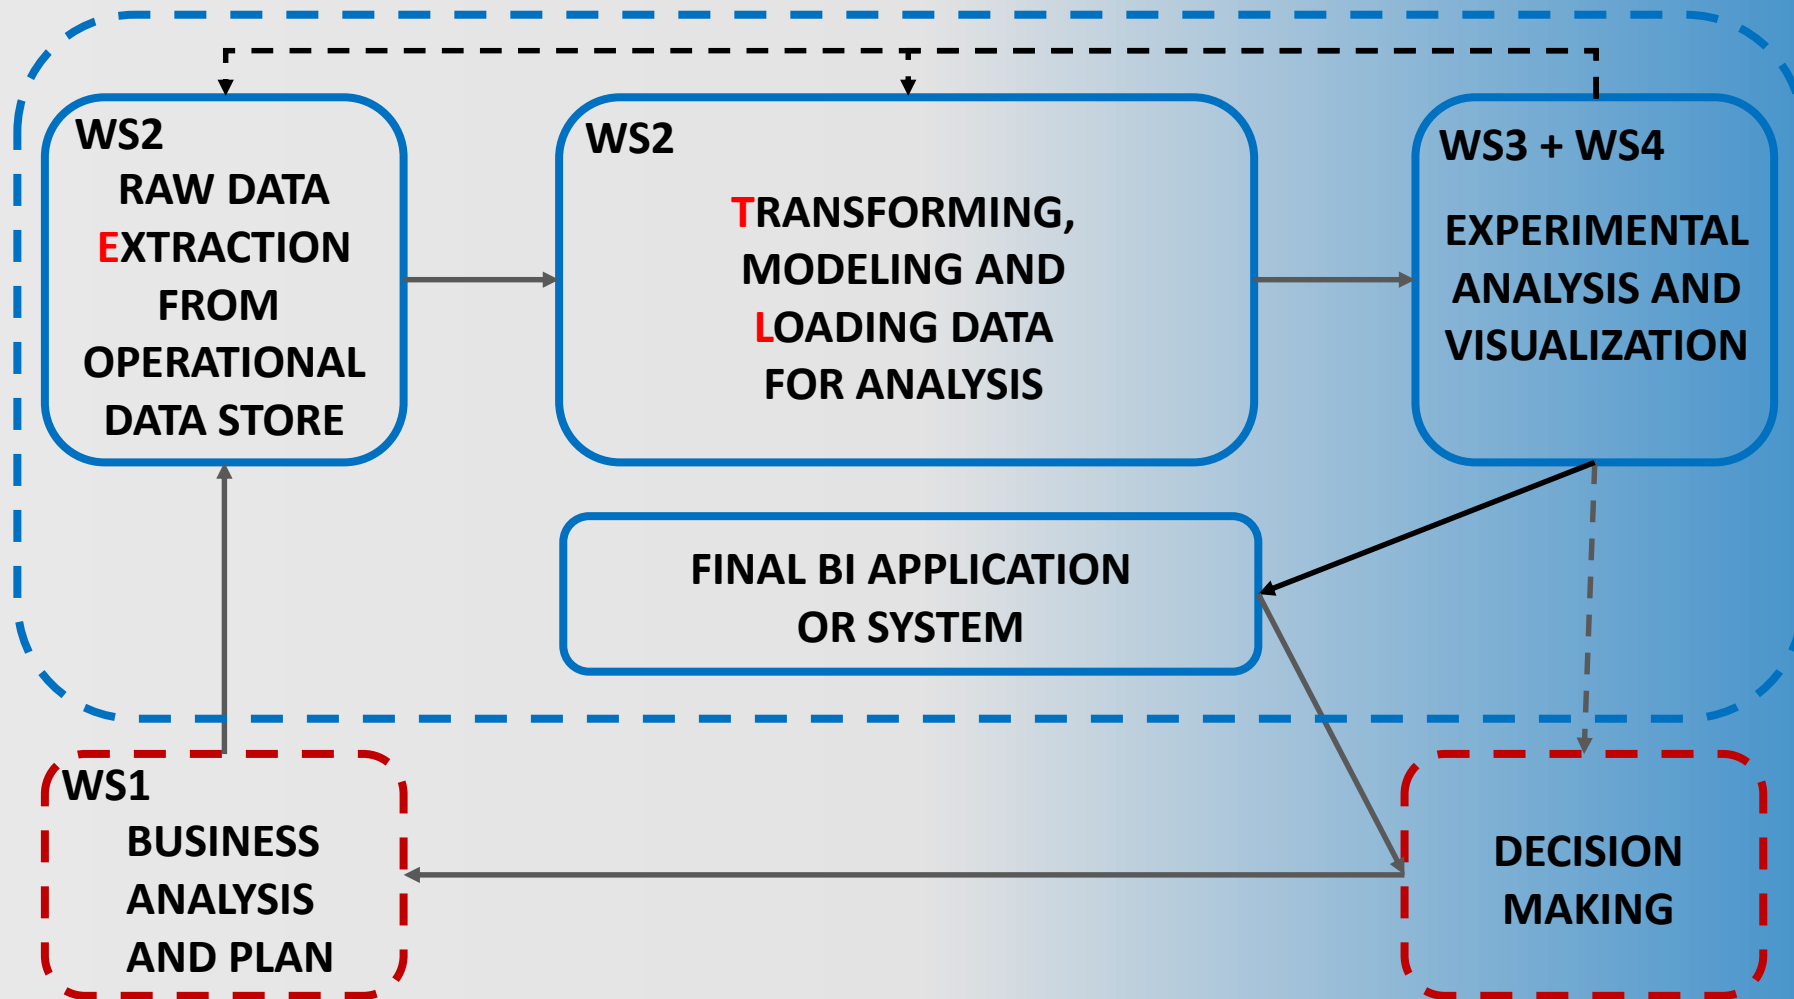 WS2
RAW DATA
EXTRACTION
FROM
OPERATIONAL
DATA STORE
WS2
TRANSFORMING,
MODELING AND
LOADING DATA
FOR ANALYSIS
WS3 + WS4
EXPERIMENTAL
ANALYSIS AND
VISUALIZATION
FINAL BI APPLICATION
OR SYSTEM
WS1
BUSINESS
ANALYSIS
AND PLAN
DECISION
MAKING